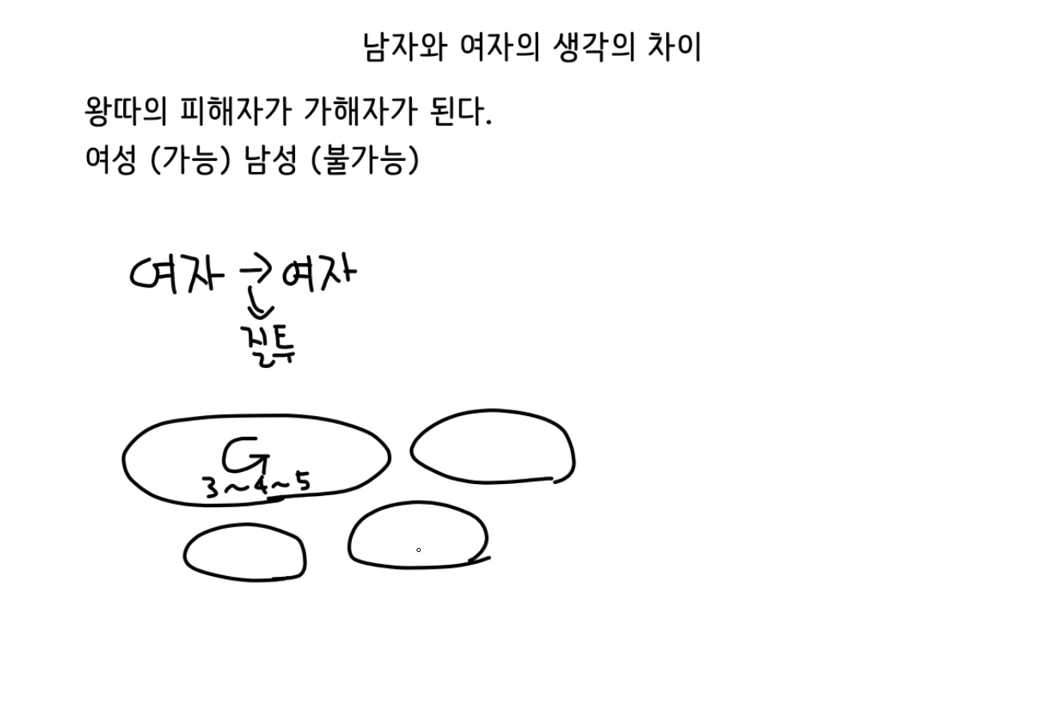 남자와 여자의 생각의 차이
왕따의 피해자가 가해자가 된다.
여성 (가능) 남성 (불가능)
여자 → 여자
질투
G
3~4~5